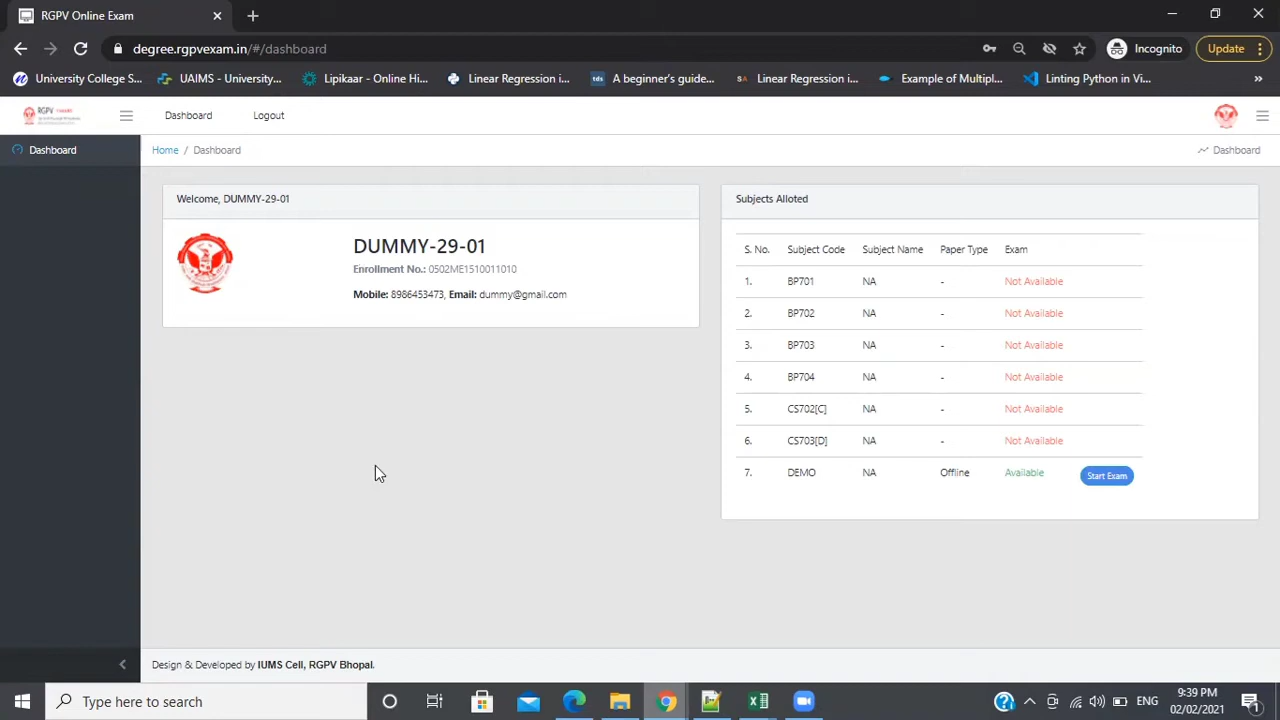 RGPV Online Exam
degree.rgpvexam.in/#/dashboard
Incognito
Update
University College S...
UAIMS - University...
Lipikaar - Online Hi...
Linear Regression i...
tds A beginner's guide...
SA Linear Regression i...
Example of Multipl...
Linting Python in Vi...
»
RGPV
Dashboard
Logout
Dashboard
Home / Dashboard
Dashboard
Welcome, DUMMY-29-01
DUMMY-29-01
Enrollment No.: 0502ME1510011010
Mobile: 8986453473, Email: dummy@gmail.com
Subjects Alloted
S. No. Subject Code Subject Name Paper Type Exam
1. BP701 NA - Not Available
2. BP702 NA - Not Available
3. BP703 NA - Not Available
4. BP704 NA - Not Available
5. CS702[C] NA - Not Available
6. CS703[D] NA - Not Available
7. DEMO NA Offline Available Start Exam
Design & Developed by IUMS Cell, RGPV Bhopal.
Type here to search
ENG
9:39 PM
02/02/2021
1